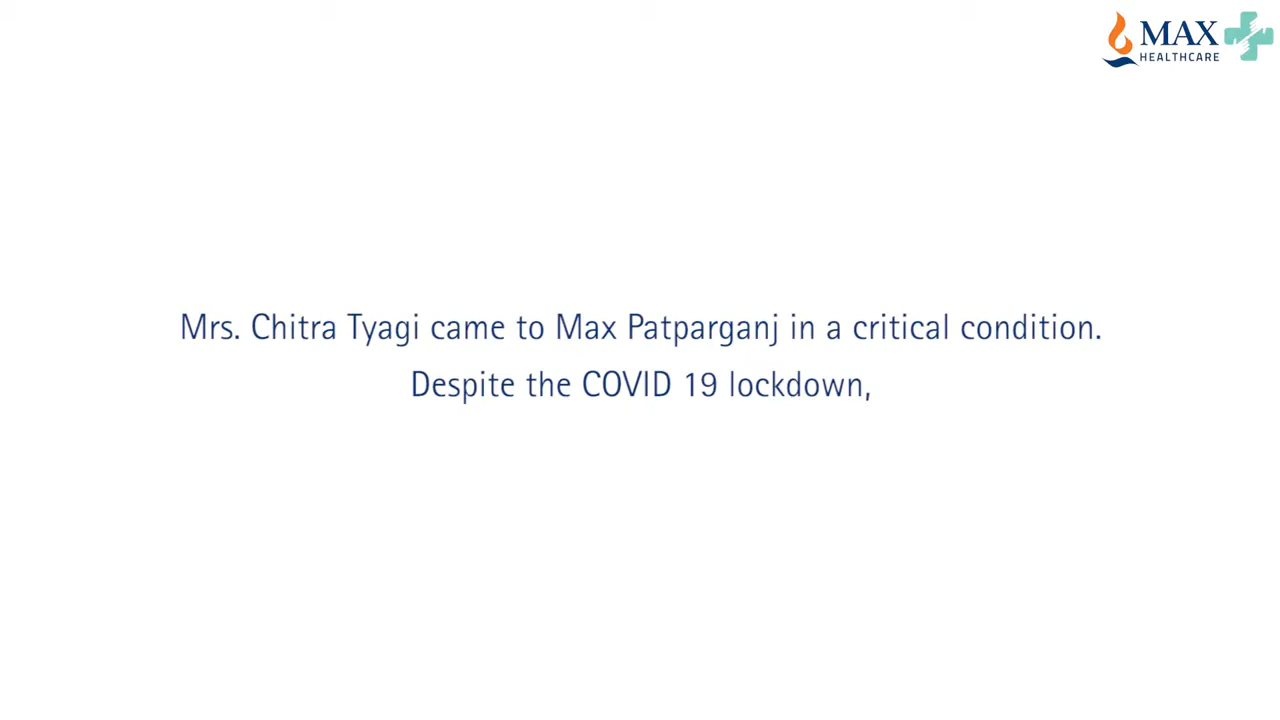 MAX
HEALTHCARE
Mrs. Chitra Tyagi came to Max Patparganj in a critical condition.
Despite the COVID 19 lockdown,